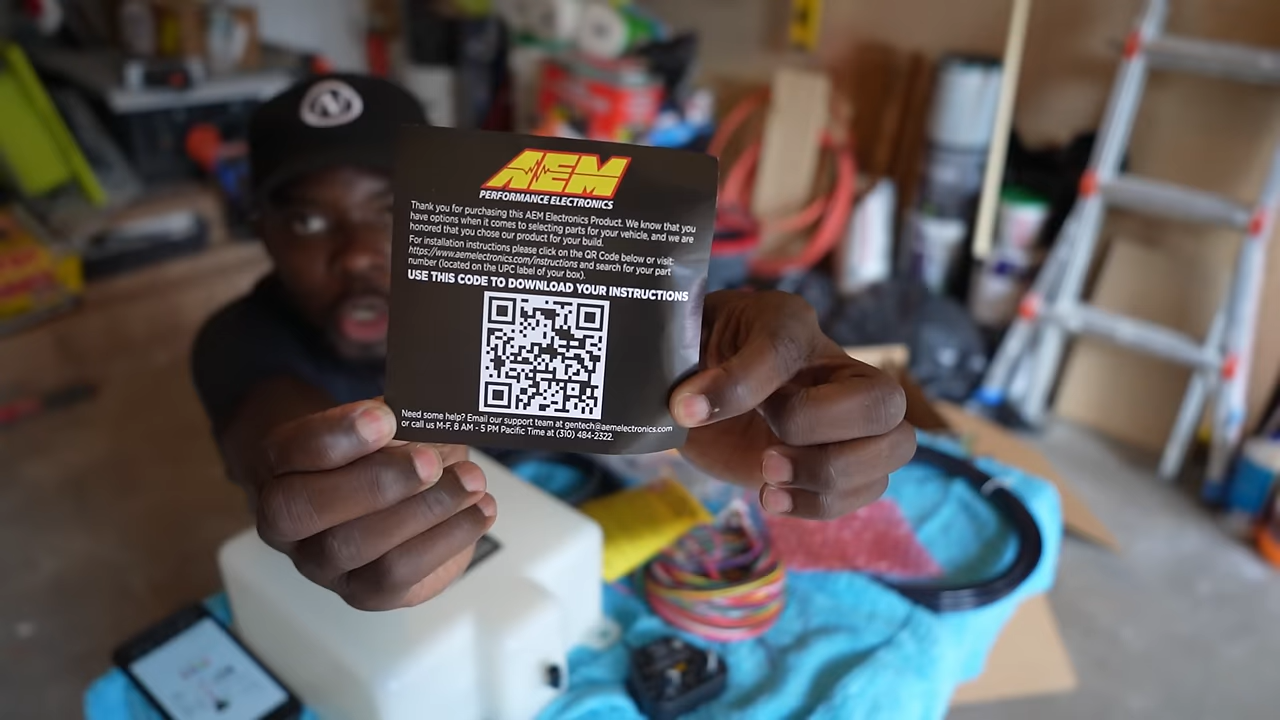 N
AEM
PERFORMANCE ELECTRONICS
Thank you for purchasing this AEM Electronics Product. We know that you
have options when it comes to selecting parts for your vehicle, and we are
honored that you chose our product for your build.
For installation instructions please click on the QR Code below or visit:
https://www.aemelectronics.com/instructions and search for your part
number (located on the UPC label of your box).
USE THIS CODE TO DOWNLOAD YOUR INSTRUCTIONS
Need some help? Email our support team at gentech@aemelectronics.com
or call us M-F, 8 AM - 5 PM Pacific Time at (310) 484-2322.